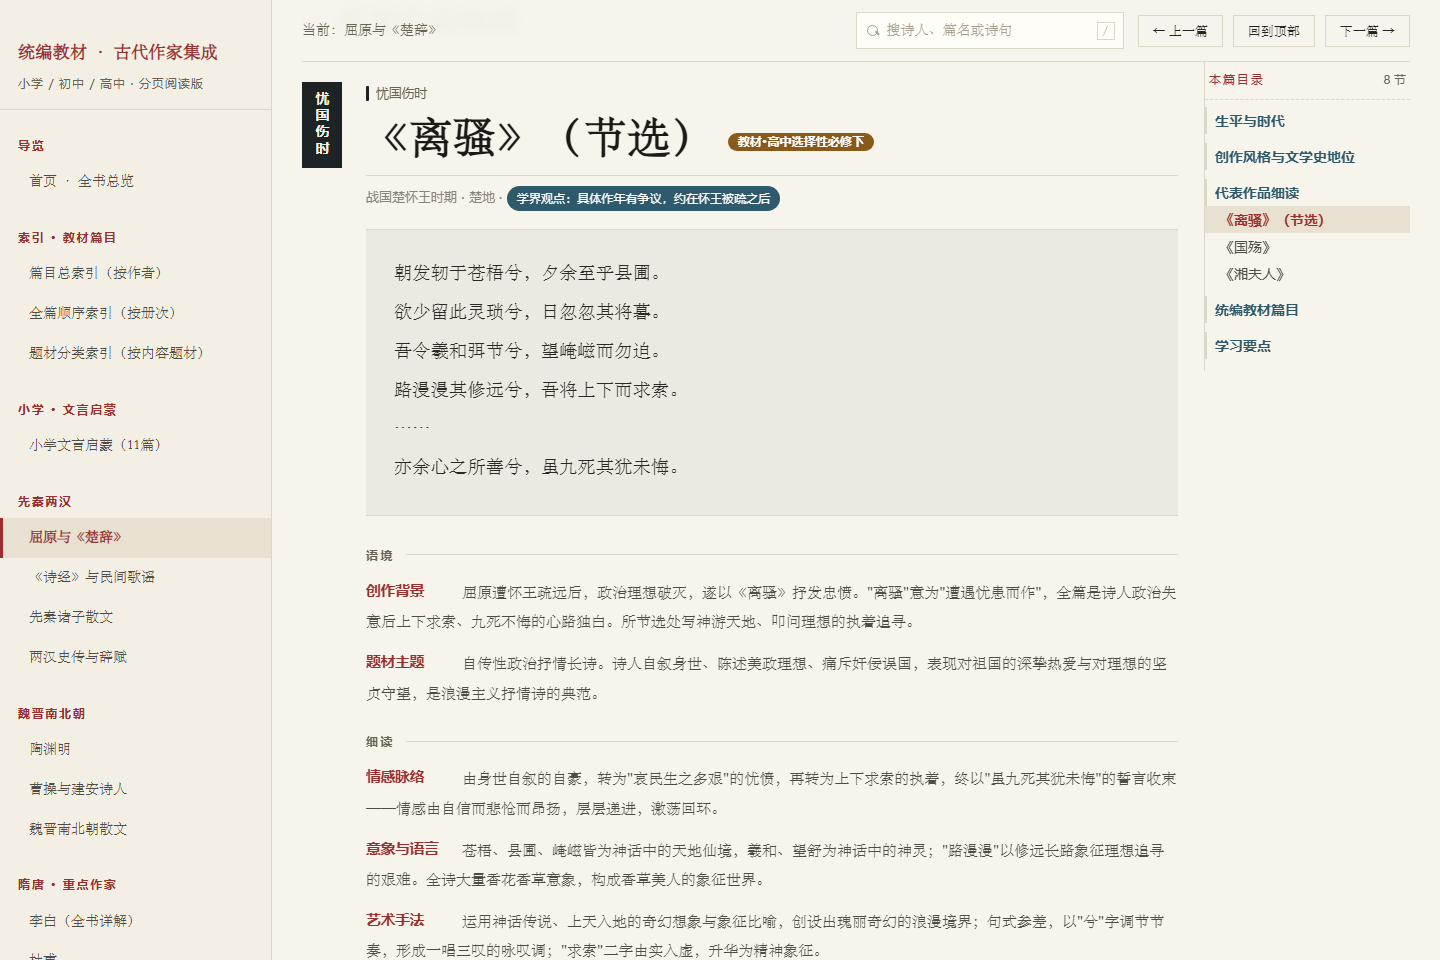 统编教材 · 古代作家集成
小学 / 初中 / 高中 · 分页阅读版
导览
首页 · 全书总览
索引 · 教材篇目
篇目总索引（按作者）
全篇顺序索引（按册次）
题材分类索引（按内容题材）
小学 · 文言启蒙
小学文言启蒙（11篇）
先秦两汉
屈原与《楚辞》
《诗经》与民间歌谣
先秦诸子散文
两汉史传与辞赋
魏晋南北朝
陶渊明
曹操与建安诗人
魏晋南北朝散文
隋唐 · 重点作家
李白（全书详解）
当前：屈原与《楚辞》
搜诗人、篇名或诗句 /
← 上一篇
回到顶部
下一篇 →
忧国伤时
忧国伤时
《离骚》（节选） 教材·高中选择性必修下
战国楚怀王时期 · 楚地 · 学界观点：具体作年有争议，约在怀王被疏之后
朝发轫于苍梧兮，夕余至乎县圃。
欲少留此灵琐兮，日忽忽其将暮。
吾令羲和弭节兮，望崦嵫而勿迫。
路漫漫其修远兮，吾将上下而求索。
……
亦余心之所善兮，虽九死其犹未悔。
语境
创作背景 屈原遭怀王疏远后，政治理想破灭，遂以《离骚》抒发忠愤。"离骚"意为"遭遇忧患而作"，全篇是诗人政治失
意后上下求索、九死不悔的心路独白。所节选处写神游天地、叩问理想的执着追寻。
题材主题 自传性政治抒情长诗。诗人自叙身世、陈述美政理想、痛斥奸佞误国，表现对祖国的深挚热爱与对理想的坚
贞守望，是浪漫主义抒情诗的典范。
细读
情感脉络 由身世自叙的自豪，转为"哀民生之多艰"的忧愤，再转为上下求索的执着，终以"虽九死其犹未悔"的誓言收束
——情感由自信而悲怆而昂扬，层层递进，激荡回环。
意象与语言 苍梧、县圃、崦嵫皆为神话中的天地仙境，羲和、望舒为神话中的神灵；"路漫漫"以修远长路象征理想追寻
的艰难。全诗大量香花香草意象，构成香草美人的象征世界。
艺术手法 运用神话传说、上天入地的奇幻想象与象征比喻，创设出瑰丽奇幻的浪漫境界；句式参差，以"兮"字调节节
奏，形成一唱三叹的咏叹调；"求索"二字由实入虚，升华为精神象征。
本篇目录 8 节
生平与时代
创作风格与文学史地位
代表作品细读
《离骚》（节选）
《国殇》
《湘夫人》
统编教材篇目
学习要点